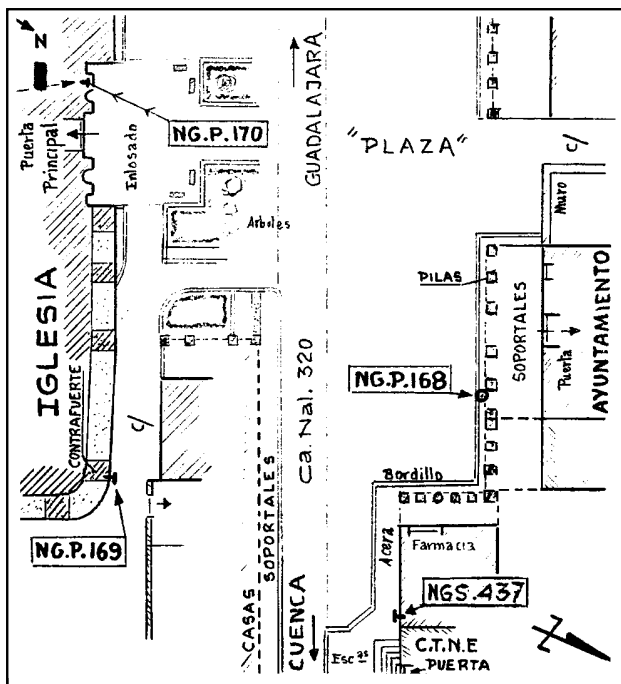 N
NG.P.170
Puerta
Principal
Enlosado
GUADALAJARA
"PLAZA"
c/
Muro
Arboles
PILAS
SOPORTALES
Puerta
AYUNTAMIENTO
IGLESIA
CONTRAFUERTE
c/
Ca. Nal. 320
NG.P.168
Bordillo
NG.P.169
CASAS
SOPORTALES
CUENCA
Acera
Farmacia
NGS.437
C.T.N.E
PUERTA
Esc as
N